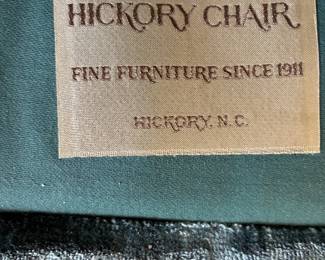 HICKORY CHAIR
FINE FURNITURE SINCE 1911
HICKORY, N.C.